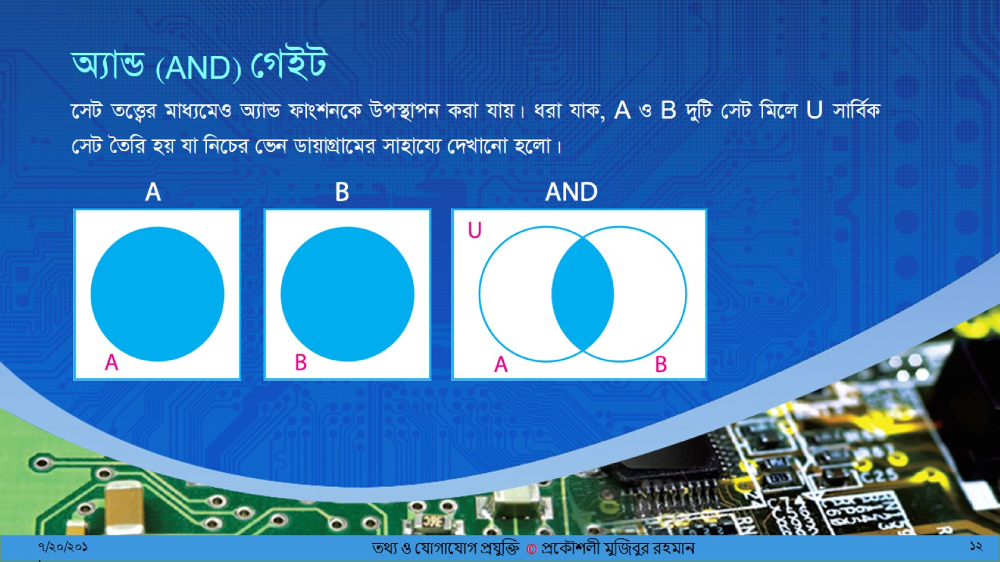 অ্যান্ড (AND) গেইট
সেট তত্ত্বের মাধ্যমেও অ্যান্ড ফাংশনকে উপস্থাপন করা যায়। ধরা যাক, A ও B দুটি সেট মিলে U সার্বিক
সেট তৈরি হয় যা নিচের ভেন ডায়াগ্রামের সাহায্যে দেখানো হলো।
A B AND
U
A B A B
C25
৭/২০/২০১ তথ্য ও যোগাযোগ প্রযুক্তি © প্রকৌশলী মুজিবুর রহমান ১২